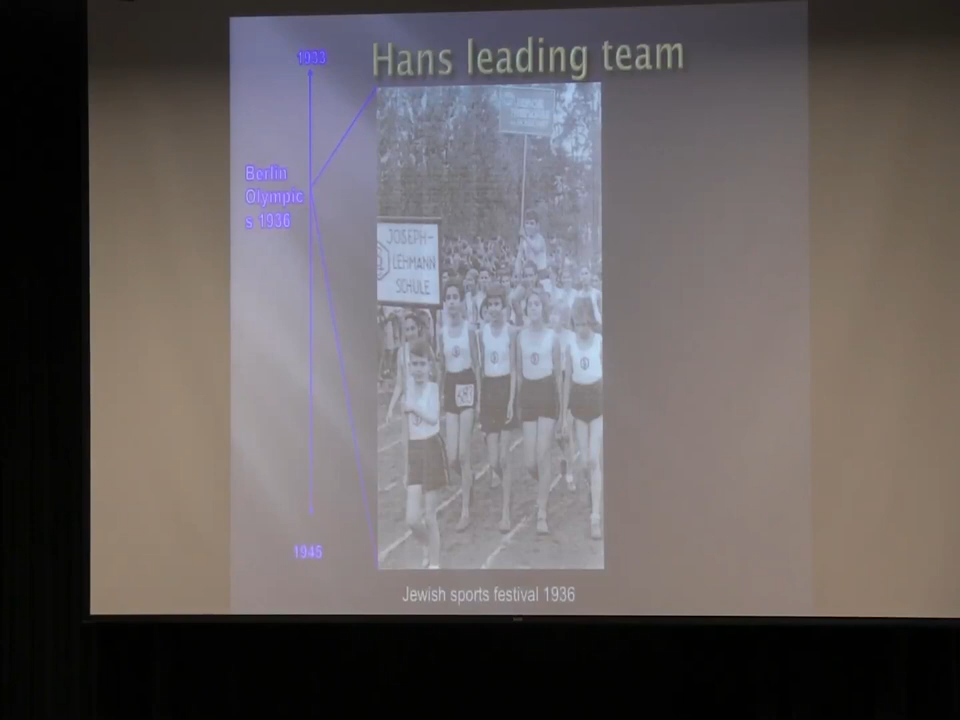 Hans leading team
1933
Berlin
Olympic
s 1936
JOSEPH-
LEHMANN
SCHULE
1945
Jewish sports festival 1936